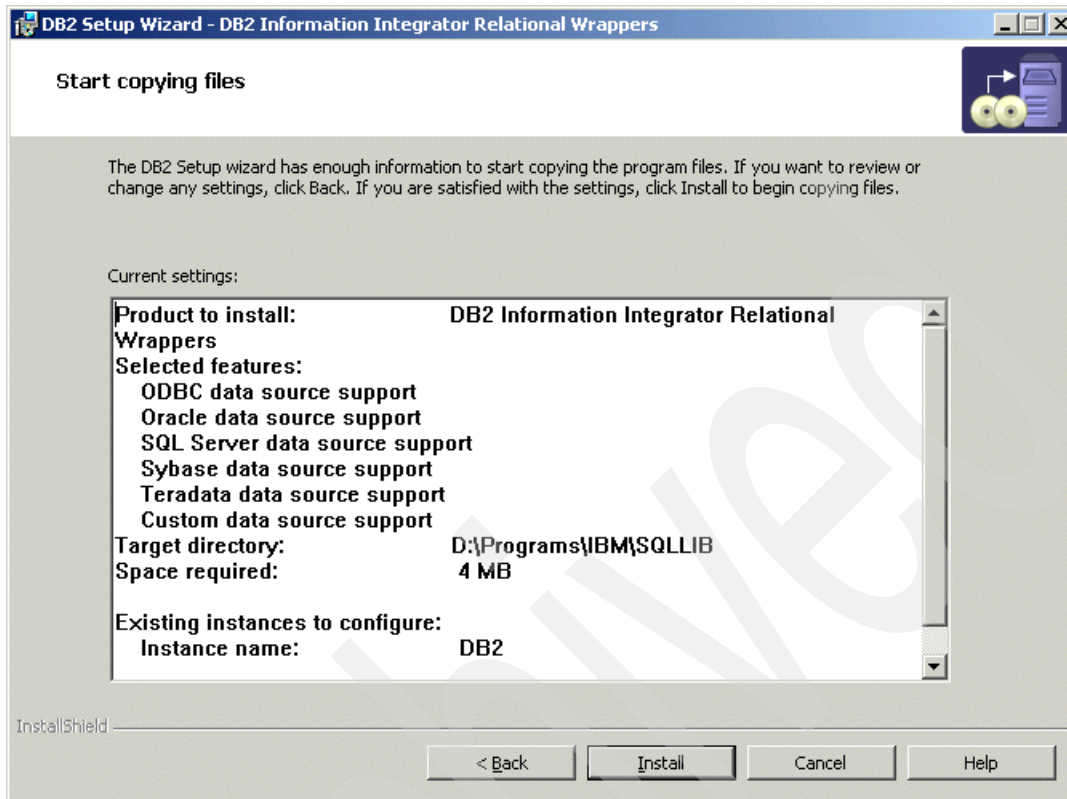 DB2 Setup Wizard - DB2 Information Integrator Relational Wrappers
Start copying files
The DB2 Setup wizard has enough information to start copying the program files. If you want to review or
change any settings, click Back. If you are satisfied with the settings, click Install to begin copying files.
Current settings:
Product to install: DB2 Information Integrator Relational
Wrappers
Selected features:
ODBC data source support
Oracle data source support
SQL Server data source support
Sybase data source support
Teradata data source support
Custom data source support
Target directory: D:\Programs\IBM\SQLLIB
Space required: 4 MB
Existing instances to configure:
Instance name: DB2
InstallShield
< Back Install Cancel Help